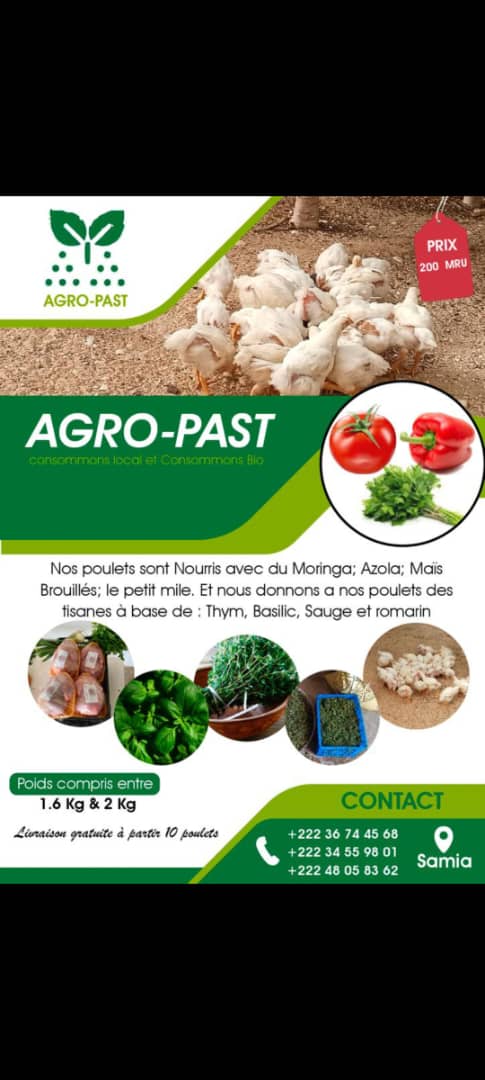 AGRO-PAST
PRIX
200 MRU
AGRO-PAST
consommons local et Consommons Bio
Nos poulets sont Nourris avec du Moringa; Azola; Maïs
Brouillés; le petit mile. Et nous donnons a nos poulets des
tisanes à base de : Thym, Basilic, Sauge et romarin
Poids compris entre
1.6 Kg & 2 Kg
Livraison gratuite à partir 10 poulets
CONTACT
+222 36 74 45 68
+222 34 55 98 01
+222 48 05 83 62
Samia